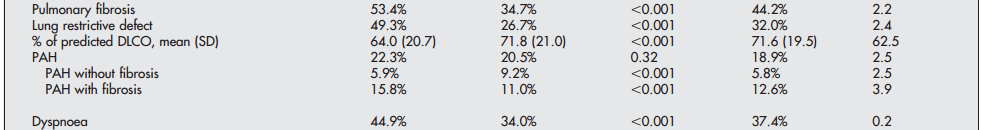 Pulmonary fibrosis 53.4% 34.7% <0.001 44.2% 2.2
Lung restrictive defect 49.3% 26.7% <0.001 32.0% 2.4
% of predicted DLCO, mean (SD) 64.0 (20.7) 71.8 (21.0) <0.001 71.6 (19.5) 62.5
PAH 22.3% 20.5% 0.32 18.9% 2.5
PAH without fibrosis 5.9% 9.2% <0.001 5.8% 2.5
PAH with fibrosis 15.8% 11.0% <0.001 12.6% 3.9
Dyspnoea 44.9% 34.0% <0.001 37.4% 0.2